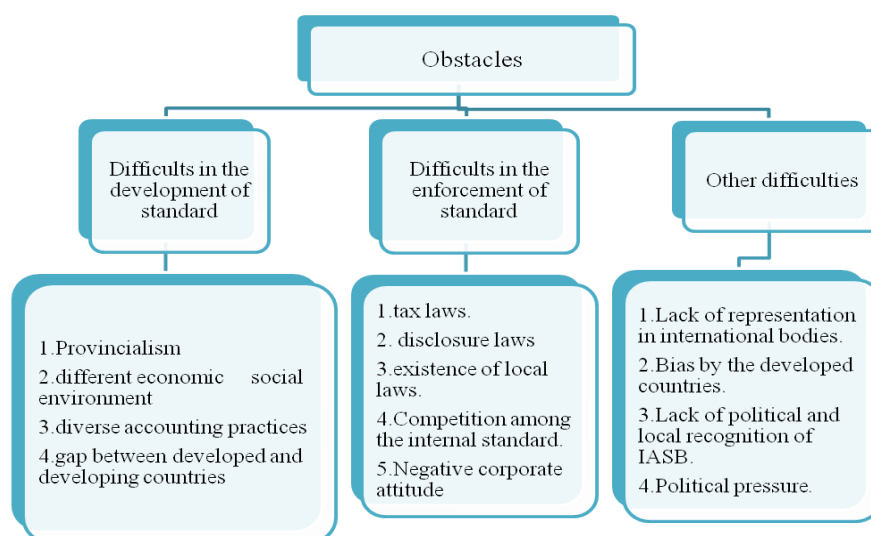 Obstacles
Difficults in the
development of
standard
Difficults in the
enforcement of
standard
Other difficulties
1.Provincialism
2.different economic social
environment
3.diverse accounting practices
4.gap between developed and
developing countries
1.tax laws.
2. disclosure laws
3.existence of local
laws.
4.Competition among
the internal standard.
5.Negative corporate
attitude
1.Lack of representation
in international bodies.
2.Bias by the developed
countries.
3.Lack of political and
local recognition of
IASB.
4.Political pressure.